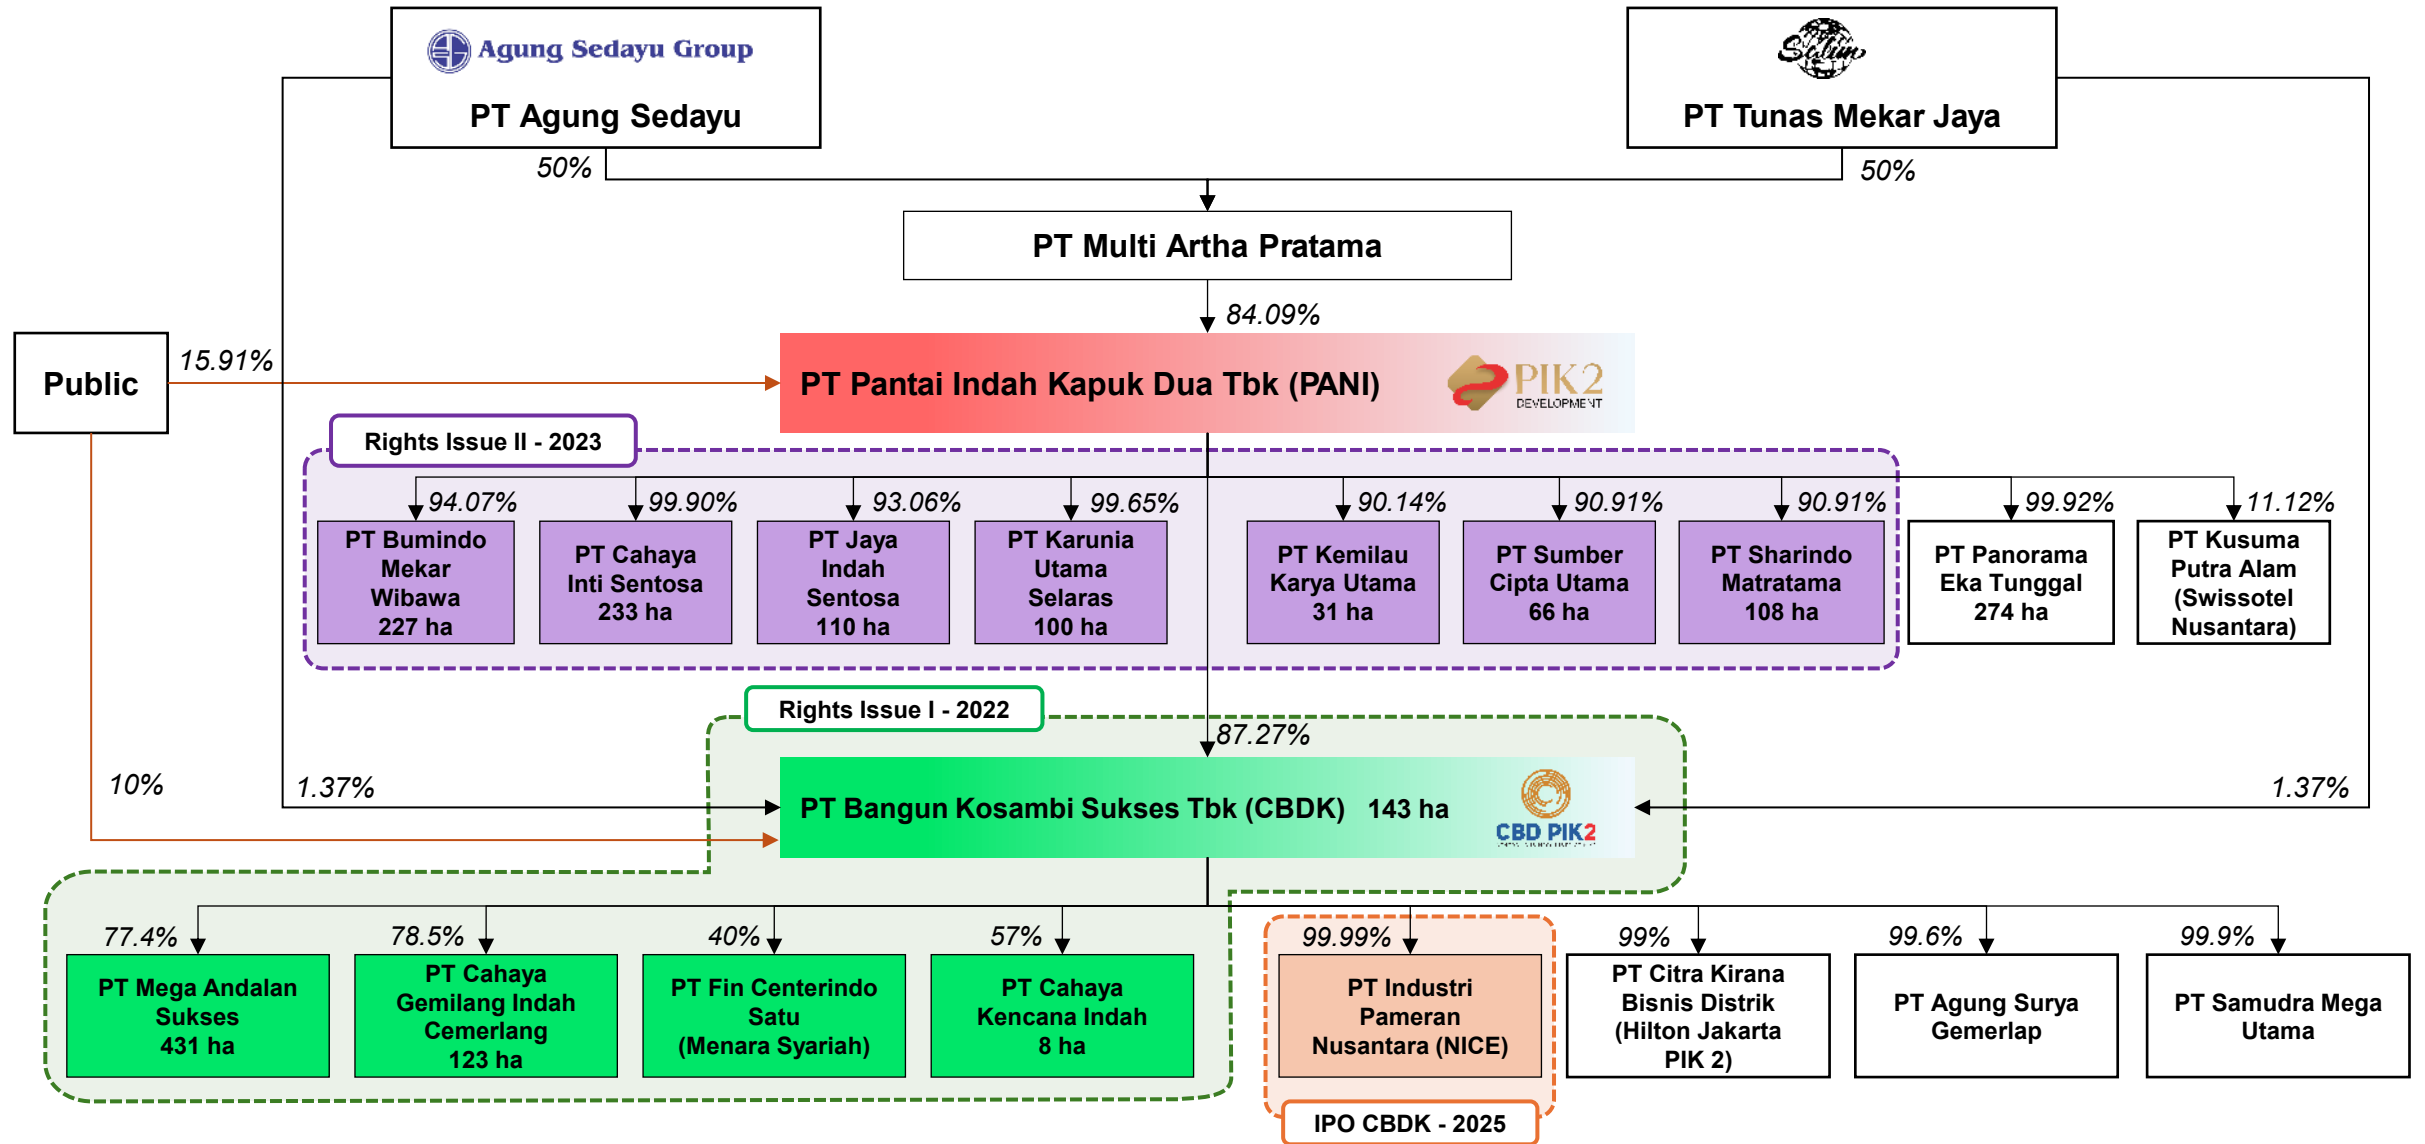 Agung Sedayu Group
PT Agung Sedayu
Salim
PT Tunas Mekar Jaya
50%
50%
PT Multi Artha Pratama
84.09%
Public
15.91%
PT Pantai Indah Kapuk Dua Tbk (PANI)
PIK2
DEVELOPMENT
Rights Issue II - 2023
94.07%
99.90%
93.06%
99.65%
90.14%
90.91%
90.91%
99.92%
11.12%
PT Bumindo
Mekar
Wibawa
227 ha
PT Cahaya
Inti Sentosa
233 ha
PT Jaya
Indah
Sentosa
110 ha
PT Karunia
Utama
Selaras
100 ha
PT Kemilau
Karya Utama
31 ha
PT Sumber
Cipta Utama
66 ha
PT Sharindo
Matratama
108 ha
PT Panorama
Eka Tunggal
274 ha
PT Kusuma
Putra Alam
(Swissotel
Nusantara)
Rights Issue I - 2022
87.27%
10%
1.37%
1.37%
PT Bangun Kosambi Sukses Tbk (CBDK) 143 ha
CBD PIK2
77.4%
78.5%
40%
57%
99.99%
99%
99.6%
99.9%
PT Mega Andalan
Sukses
431 ha
PT Cahaya
Gemilang Indah
Cemerlang
123 ha
PT Fin Centerindo
Satu
(Menara Syariah)
PT Cahaya
Kencana Indah
8 ha
PT Industri
Pameran
Nusantara (NICE)
PT Citra Kirana
Bisnis Distrik
(Hilton Jakarta
PIK 2)
PT Agung Surya
Gemerlap
PT Samudra Mega
Utama
IPO CBDK - 2025